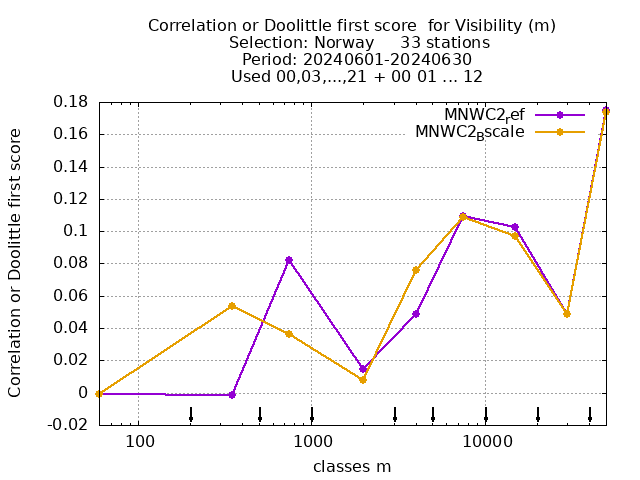 Correlation or Doolittle first score  for Visibility (m)
Selection: Norway     33 stations
Period: 20240601-20240630
Used 00,03,...,21 + 00 01 ... 12
MNWC2ref
MNWC2Bscale
0.18
0.16
0.14
0.12
0.1
0.08
0.06
0.04
0.02
0
-0.02
Correlation or Doolittle first score
100
1000
10000
classes m